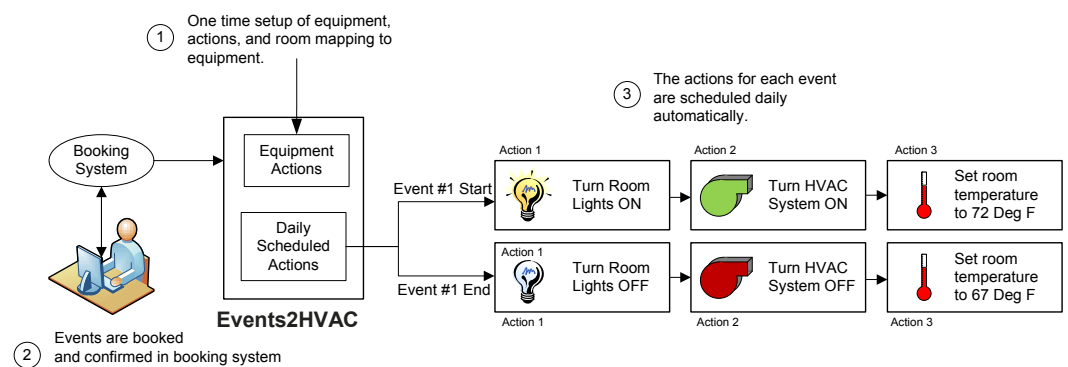 1
One time setup of equipment,
actions, and room mapping to
equipment.
3
The actions for each event
are scheduled daily
automatically.
Booking
System
Equipment
Actions
Daily
Scheduled
Actions
Events2HVAC
Event #1 Start
Event #1 End
Action 1
Turn Room
Lights ON
Action 2
Turn HVAC
System ON
Action 3
Set room
temperature
to 72 Deg F
Action 1
Turn Room
Lights OFF
Action 1
Turn HVAC
System OFF
Action 2
Set room
temperature
to 67 Deg F
Action 3
2
Events are booked
and confirmed in booking system